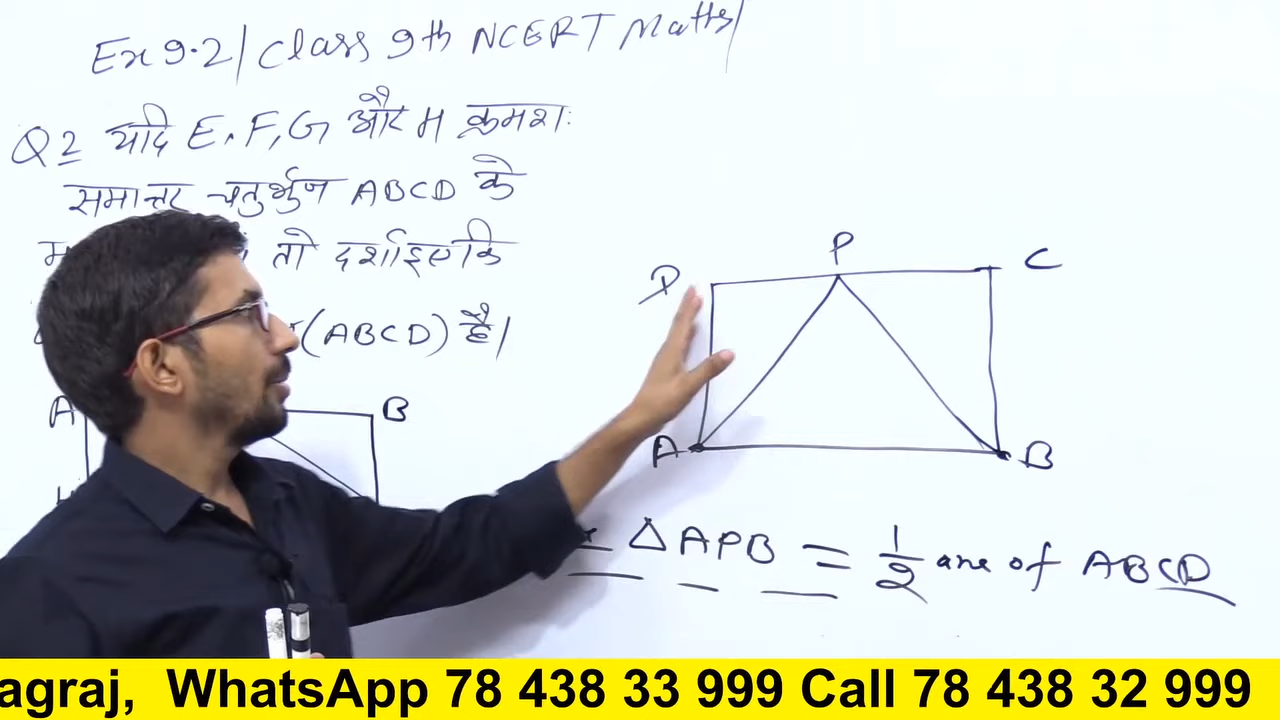 Ex 9.2 / Class 9th NCERT Maths /
Q2 यदि E, F, G और H क्रमशः
समान्तर चतुर्भुज ABCD के
तो दर्शाइए कि
(ABCD) है।
A B
P
D C
A B
Δ APB = 1/2 are of ABCD
agraj, WhatsApp 78 438 33 999 Call 78 438 32 999